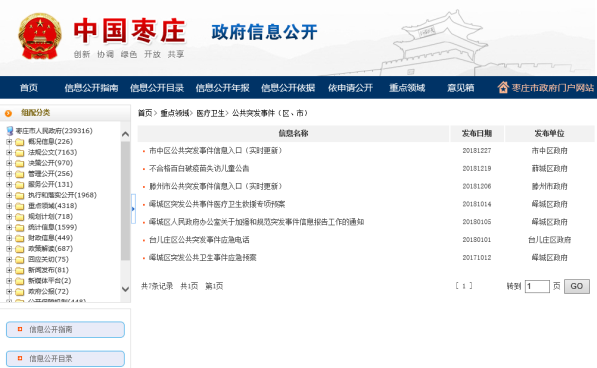 中国枣庄 政府信息公开
创新 协调 绿色 开放 共享
首页 信息公开指南 信息公开目录 信息公开年报 信息公开依据 依申请公开 重点领域 意见箱 枣庄市政府门户网站
细配分类
首页> 重点领域> 医疗卫生> 公共突发事件（区、市）
枣庄市人民政府(239316)
概况信息(226)
法规公文(7163)
决策公开(970)
管理公开(256)
服务公开(131)
执行和落实公开(1968)
重点领域(4318)
规划计划(718)
统计信息(1599)
财政信息(449)
政策解读(687)
回应关切(75)
新闻发布(81)
新媒体平台(2)
政府公报(72)
公开保障机制(448)
信息公开指南
信息公开目录
信息名称 发布日期 发布单位
市中区公共突发事件信息入口（实时更新） 20181227 市中区政府
不合格百白破疫苗失访儿童公告 20181219 薛城区政府
滕州市公共突发事件信息入口（实时更新） 20181206 滕州市政府
峄城区突发公共事件医疗卫生救援专项预案 20181014 峄城区政府
峄城区人民政府办公室关于加强和规范突发事件信息报告工作的通知 20180105 峄城区政府
台儿庄区公共突发事件应急电话 20180101 台儿庄区政府
峄城区突发公共卫生事件应急预案 20171012 峄城区政府
共7条记录 共1页 第1页 [ 1 ] 转到 1 页 GO